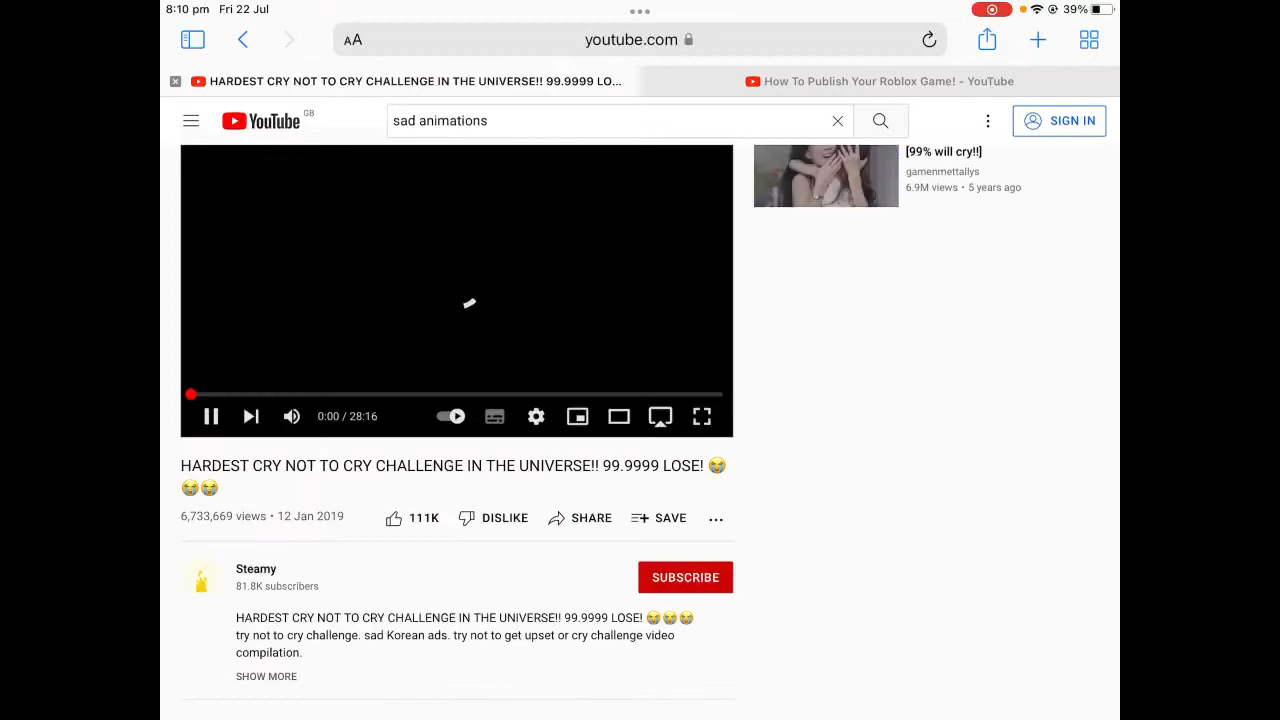 8:10 pm Fri 22 Jul
39%
AA
youtube.com
HARDEST CRY NOT TO CRY CHALLENGE IN THE UNIVERSE!! 99.9999 LO...
How To Publish Your Roblox Game! - YouTube
YouTube GB
sad animations
SIGN IN
[99% will cry!!]
gamenmettallys
6.9M views • 5 years ago
0:00 / 28:16
HARDEST CRY NOT TO CRY CHALLENGE IN THE UNIVERSE!! 99.9999 LOSE! 😭
😭😭
6,733,669 views • 12 Jan 2019
111K
DISLIKE
SHARE
SAVE
Steamy
81.8K subscribers
SUBSCRIBE
HARDEST CRY NOT TO CRY CHALLENGE IN THE UNIVERSE!! 99.9999 LOSE! 😭😭😭
try not to cry challenge. sad Korean ads. try not to get upset or cry challenge video
compilation.
SHOW MORE